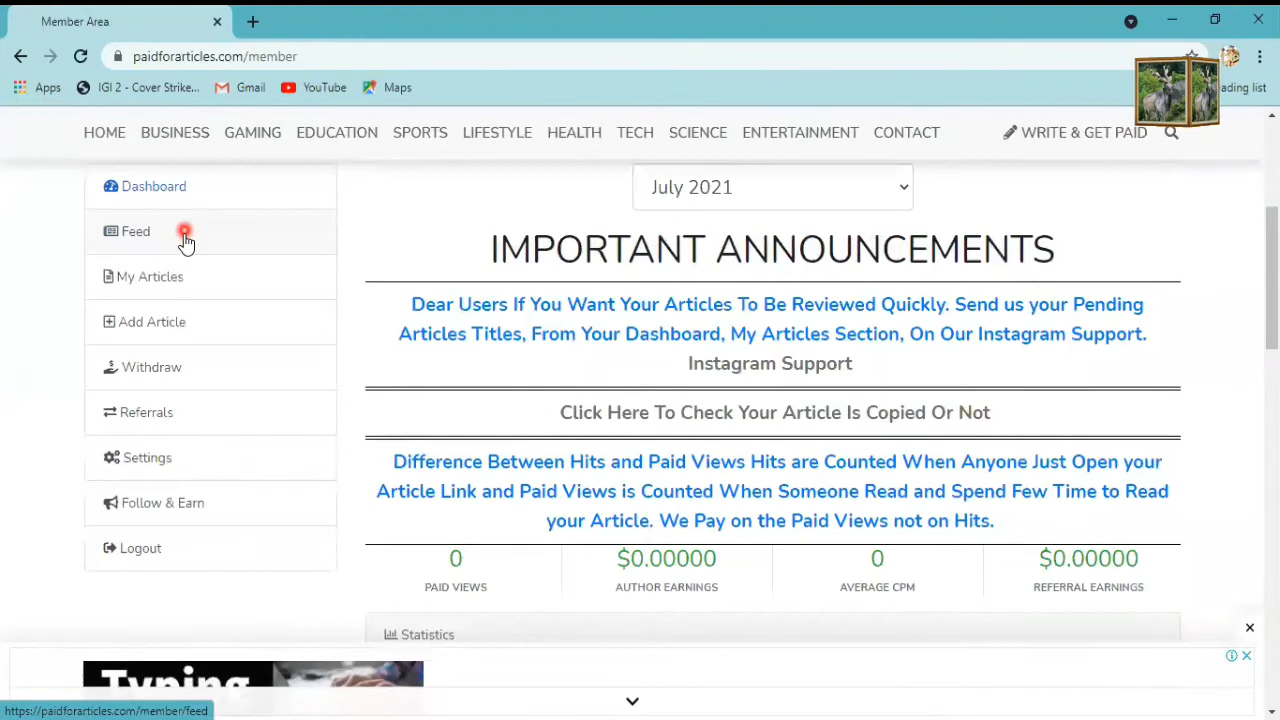 Member Area
paidforarticles.com/member
Apps IGI 2 - Cover Strike... Gmail YouTube Maps ading list
HOME BUSINESS GAMING EDUCATION SPORTS LIFESTYLE HEALTH TECH SCIENCE ENTERTAINMENT CONTACT WRITE & GET PAID
Dashboard
Feed
My Articles
Add Article
Withdraw
Referrals
Settings
Follow & Earn
Logout
July 2021
IMPORTANT ANNOUNCEMENTS
Dear Users If You Want Your Articles To Be Reviewed Quickly. Send us your Pending
Articles Titles, From Your Dashboard, My Articles Section, On Our Instagram Support.
Instagram Support
Click Here To Check Your Article Is Copied Or Not
Difference Between Hits and Paid Views Hits are Counted When Anyone Just Open your
Article Link and Paid Views is Counted When Someone Read and Spend Few Time to Read
your Article. We Pay on the Paid Views not on Hits.
0 $0.00000 0 $0.00000
PAID VIEWS AUTHOR EARNINGS AVERAGE CPM REFERRAL EARNINGS
Statistics
Typing
https://paidforarticles.com/member/feed